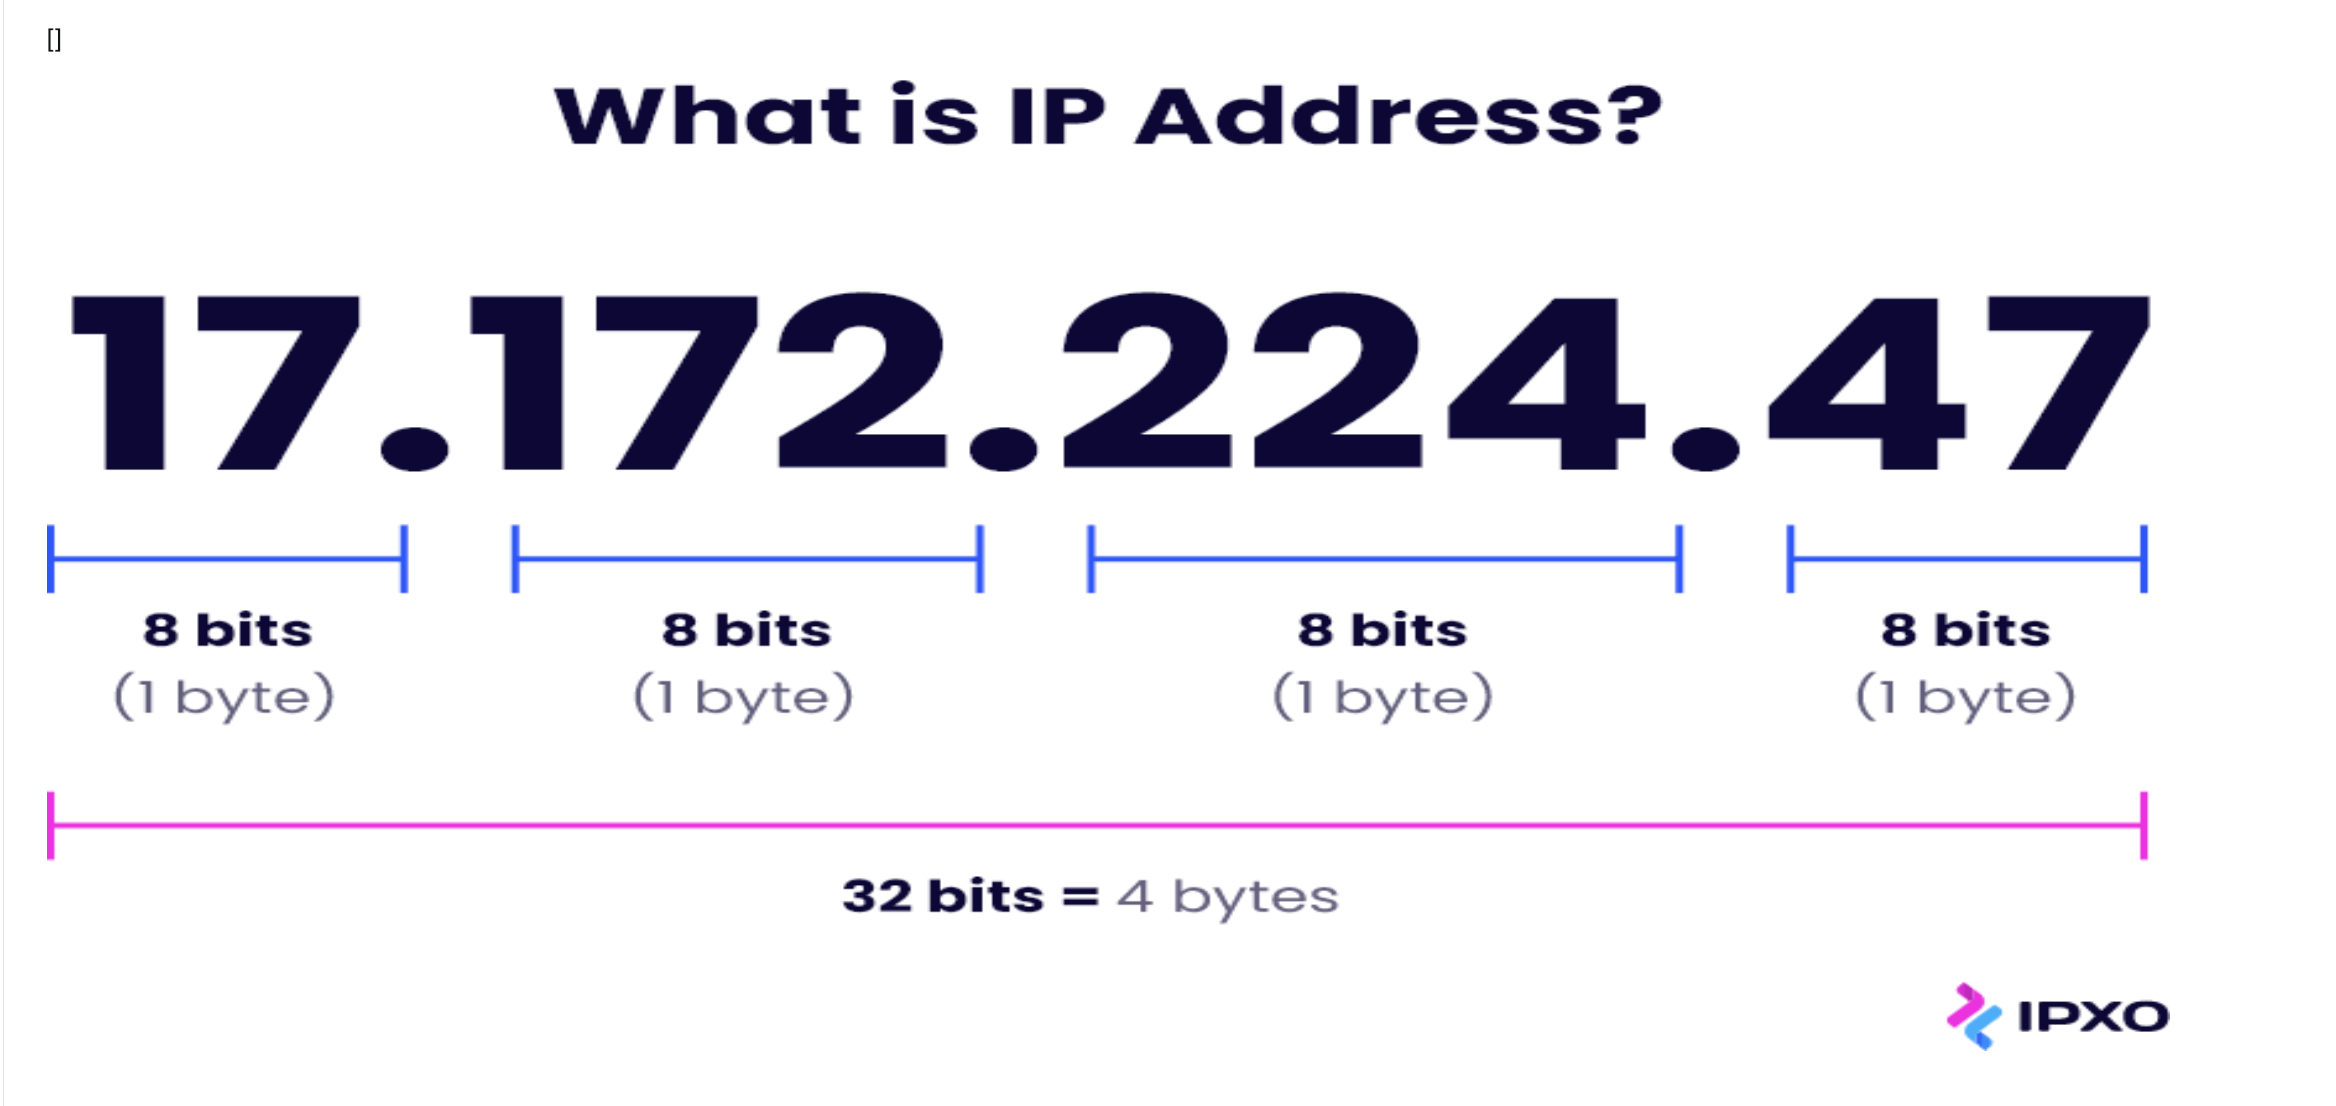 []
What is IP Address?
17.172.224.47
8 bits 8 bits 8 bits 8 bits
(1 byte) (1 byte) (1 byte) (1 byte)
32 bits = 4 bytes
IPXO